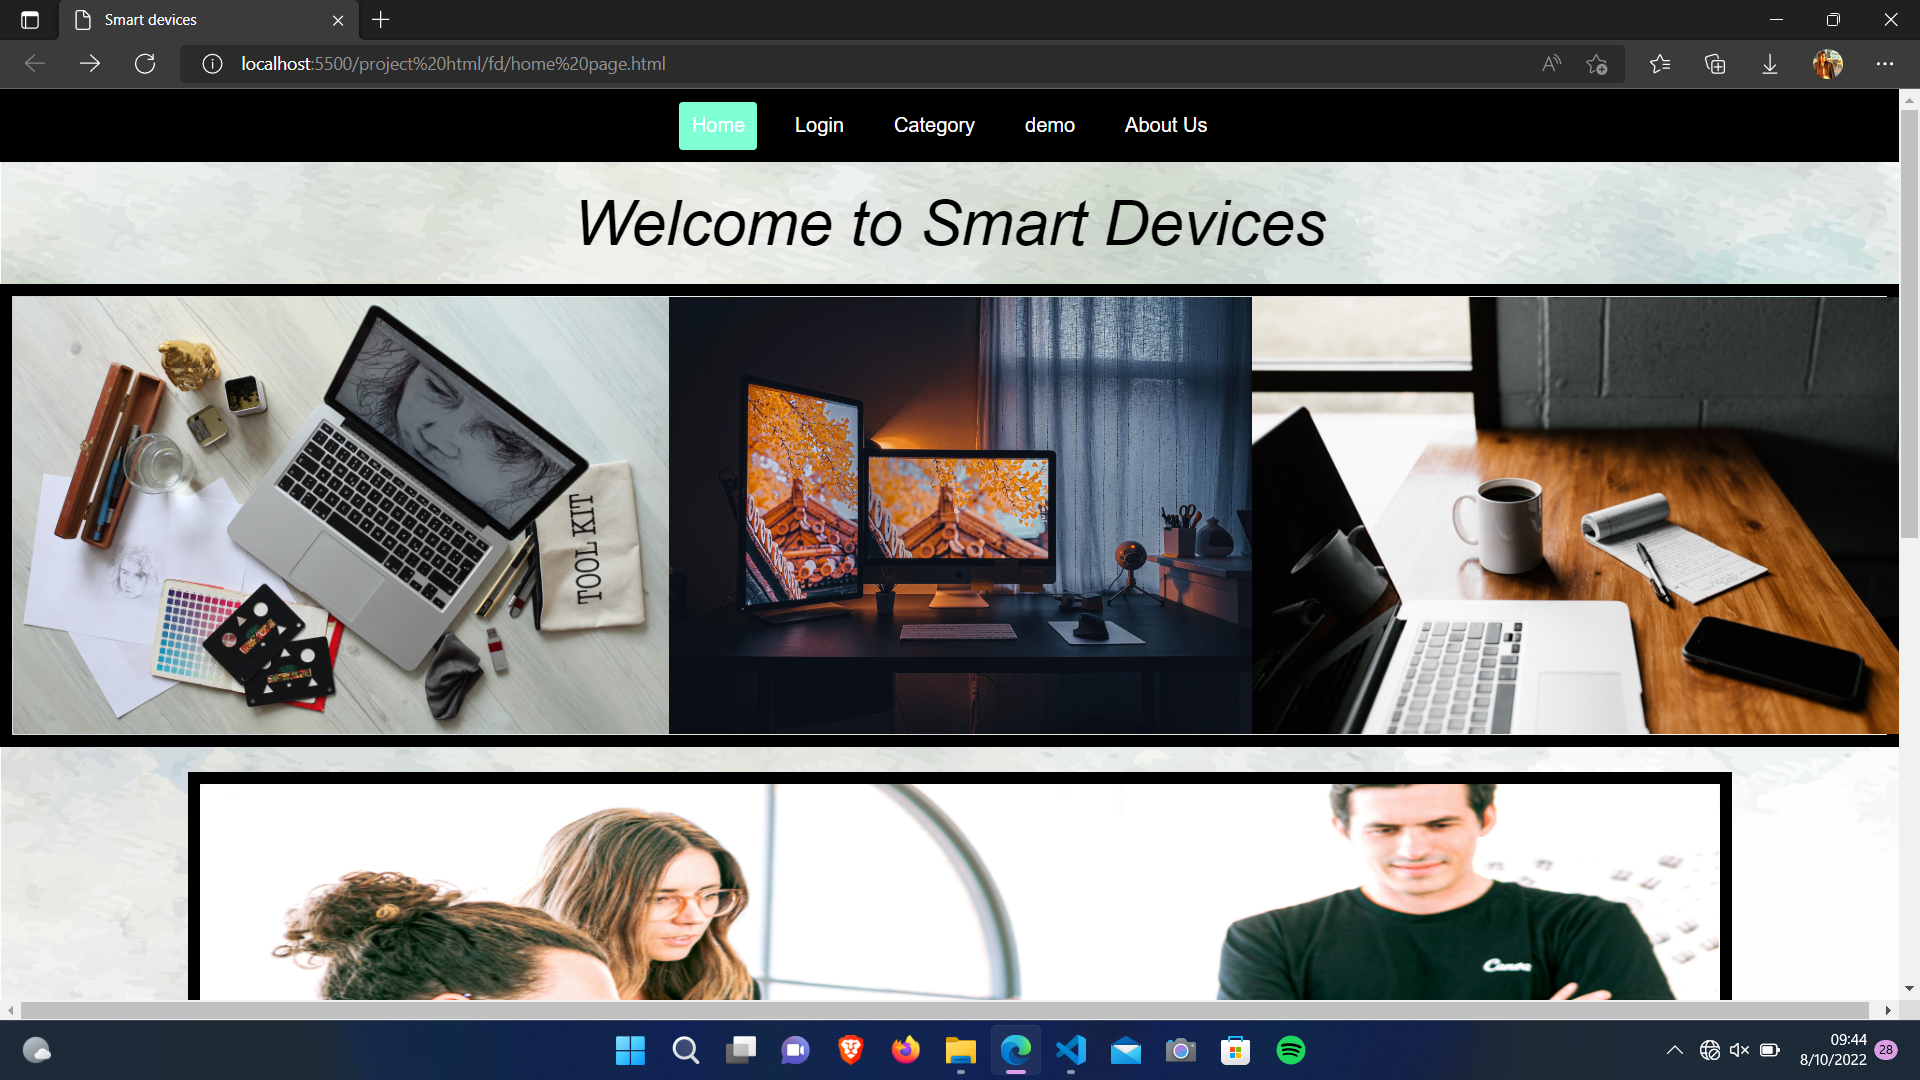 Smart devices
localhost:5500/project%20html/fd/home%20page.html
Home Login Category demo About Us
Welcome to Smart Devices
TOOL KIT
Canva
09:44
8/10/2022
28